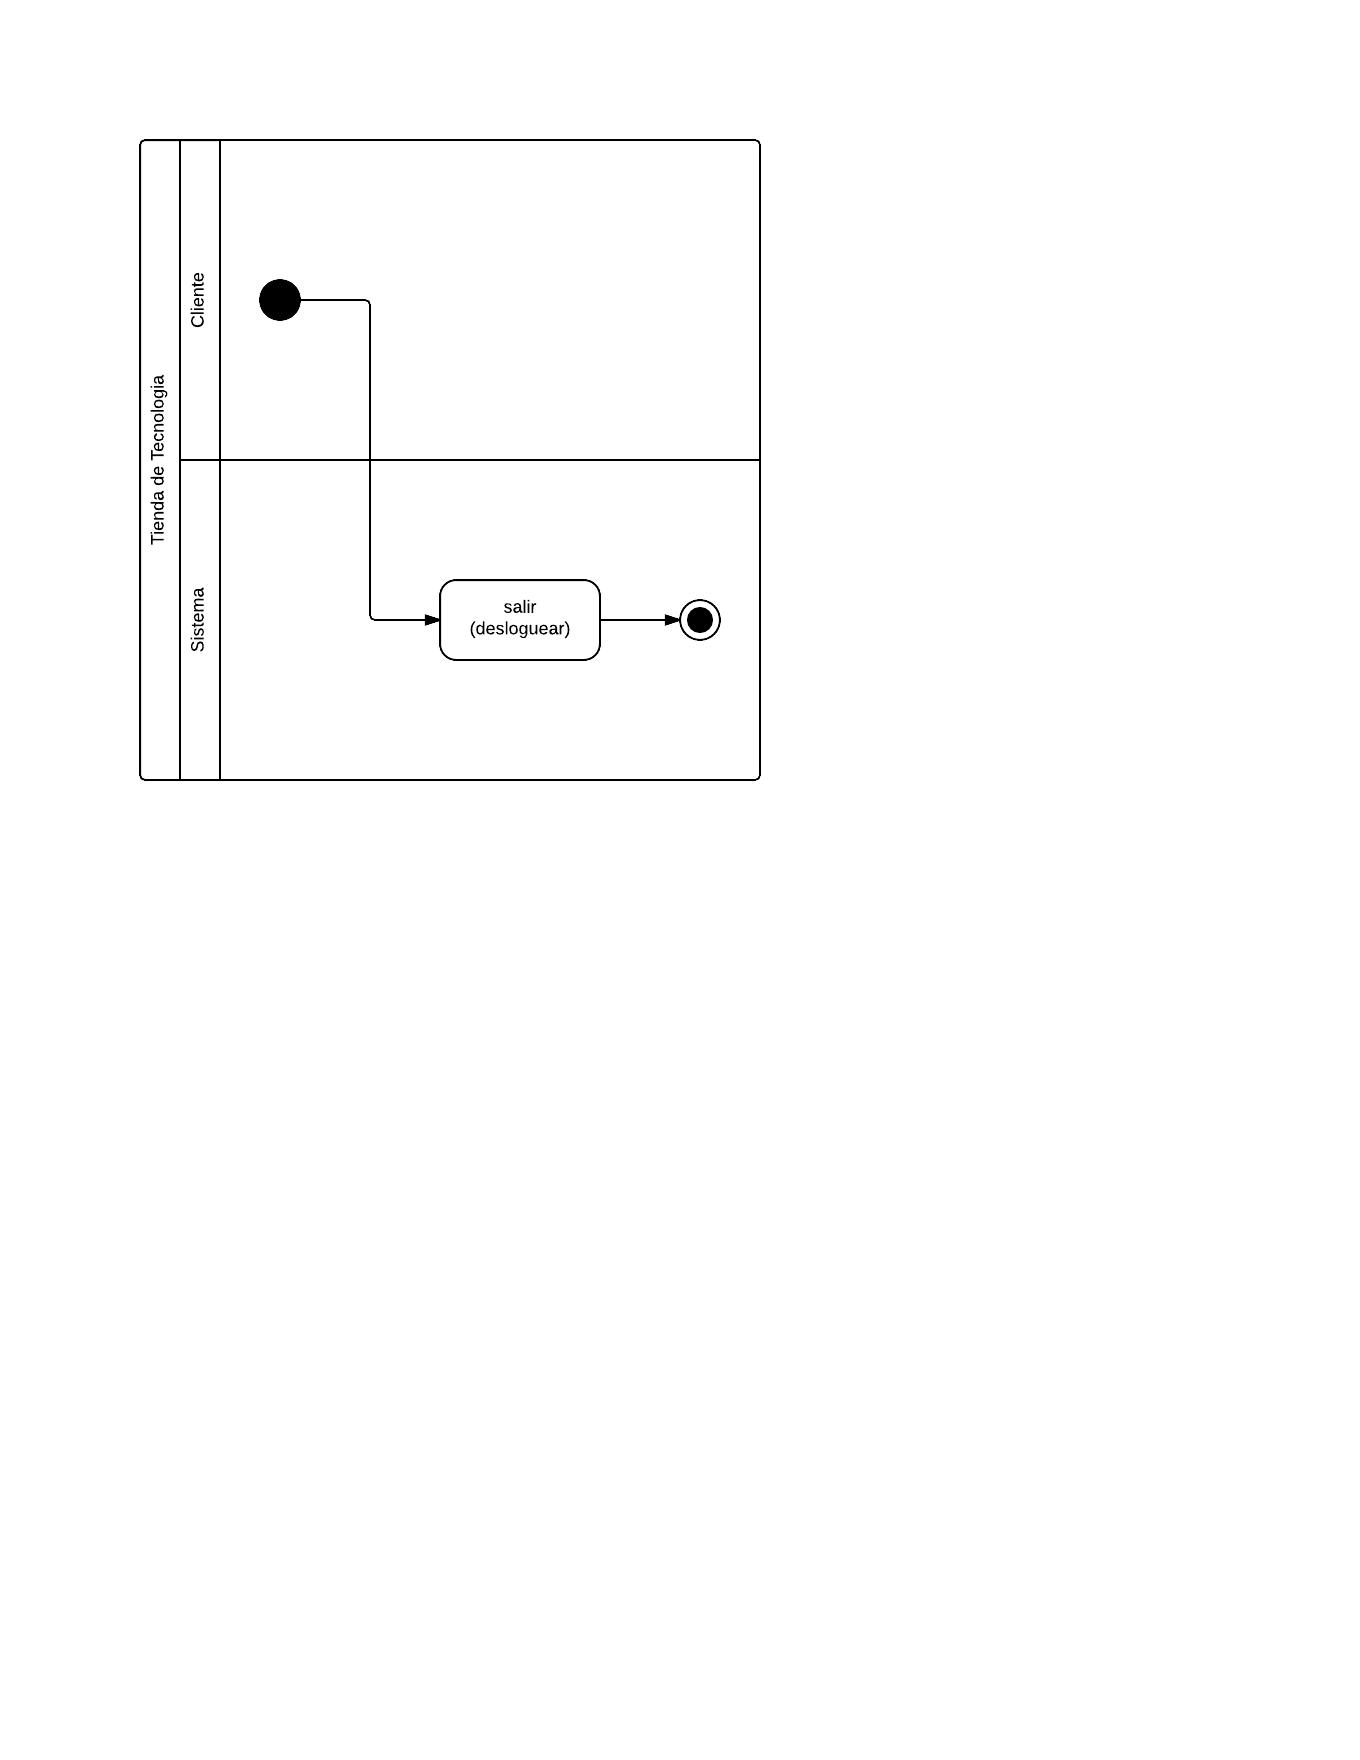 Tienda de Tecnologia
Cliente
Sistema
salir
(desloguear)